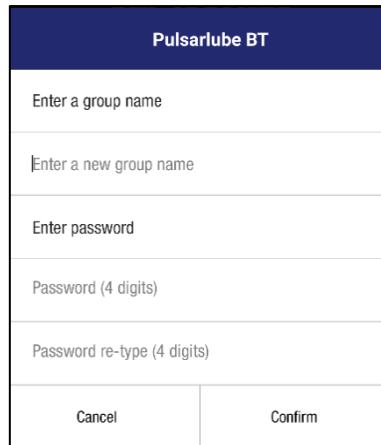 Pulsarlube BT
Enter a group name
Enter a new group name
Enter password
Password (4 digits)
Password re-type (4 digits)
Cancel Confirm